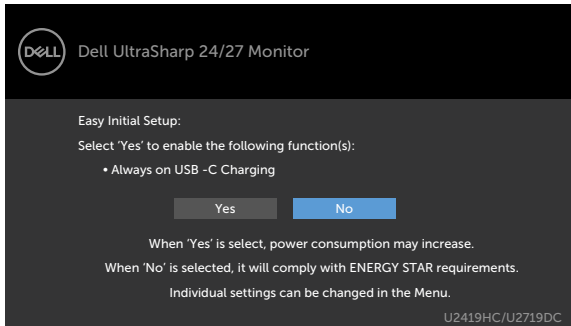 DELL
Dell UltraSharp 24/27 Monitor
Easy Initial Setup:
Select ‘Yes’ to enable the following function(s):
• Always on USB -C Charging
Yes
No
When ‘Yes’ is select, power consumption may increase.
When ‘No’ is selected, it will comply with ENERGY STAR requirements.
Individual settings can be changed in the Menu.
U2419HC/U2719DC